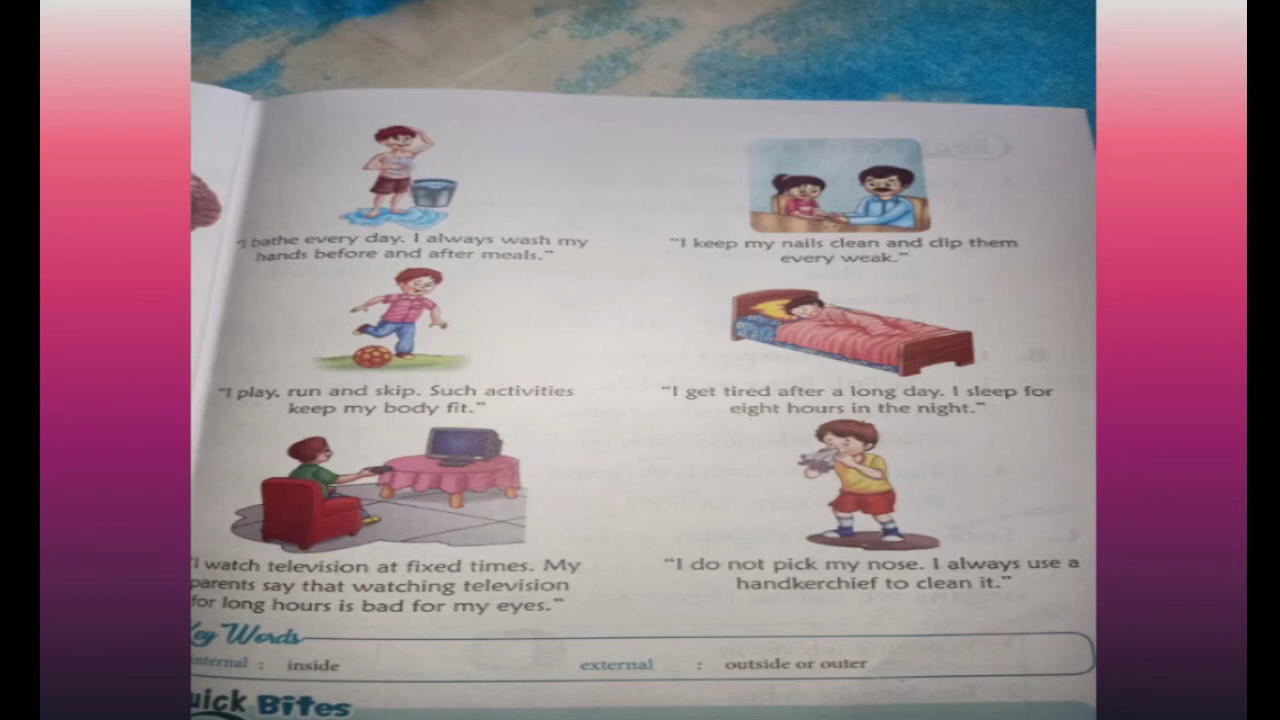 "I bathe every day. I always wash my
hands before and after meals."
"I keep my nails clean and clip them
every weak."
"I play, run and skip. Such activities
keep my body fit."
"I get tired after a long day. I sleep for
eight hours in the night."
"I watch television at fixed times. My
parents say that watching television
for long hours is bad for my eyes."
"I do not pick my nose. I always use a
handkerchief to clean it."
Key Words
internal : inside
external : outside or outer
Quick Bites